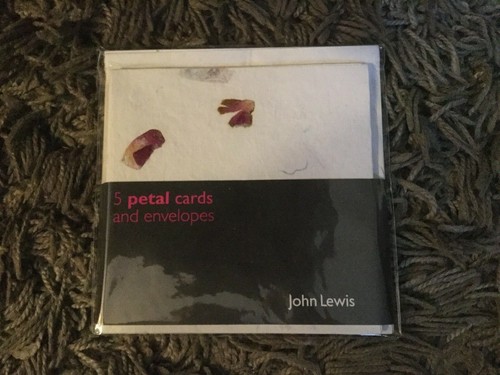 5 petal cards
and envelopes
John Lewis